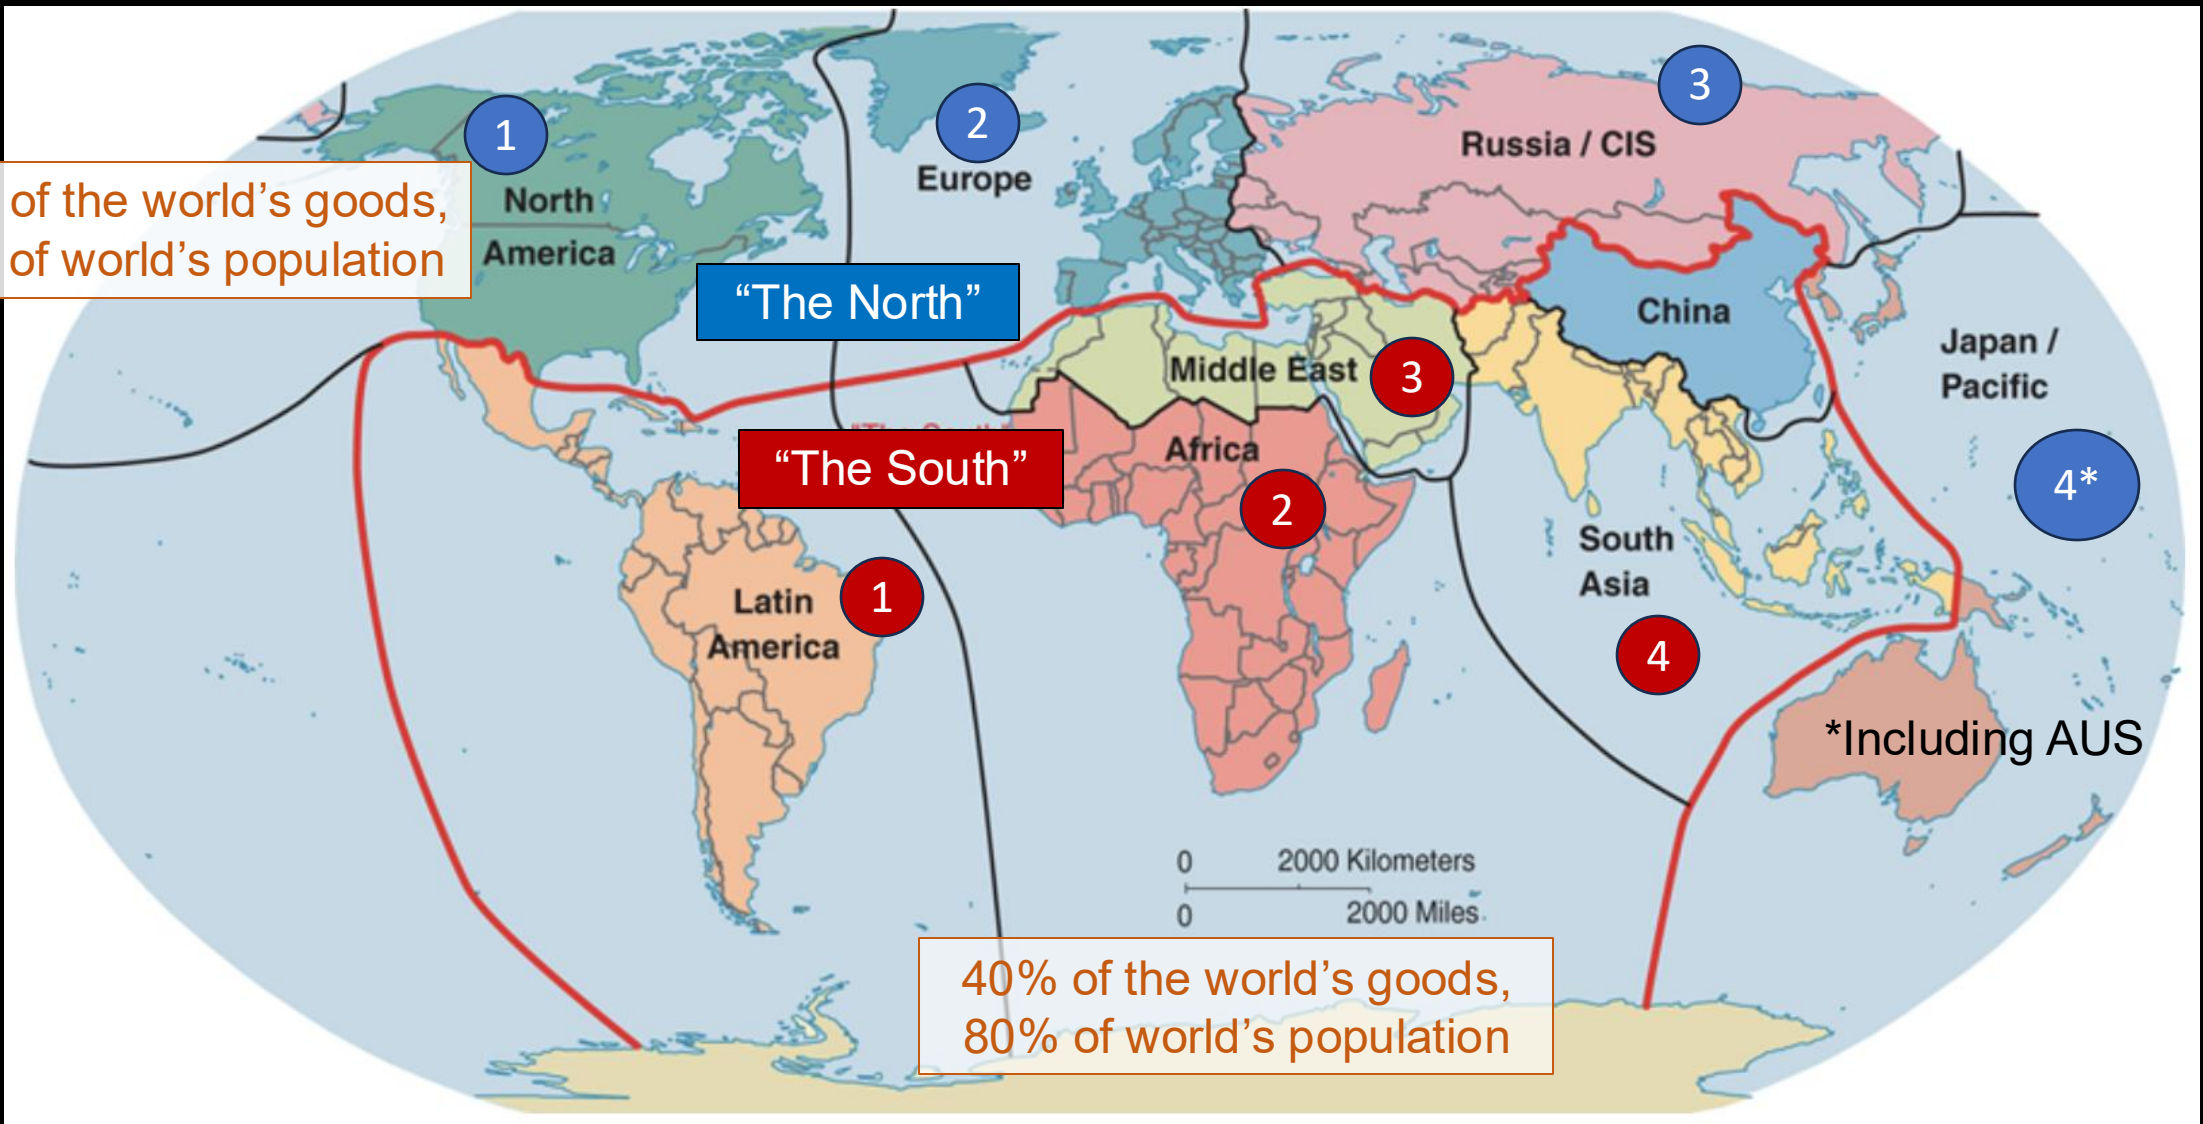 1
2
3
Russia / CIS
Europe
North
America
of the world’s goods,
of world’s population
“The North”
China
Japan /
Pacific
Middle East
3
“The South”
Africa
2
4*
South
Asia
4
Latin
America
1
*Including AUS
0 2000 Kilometers
0 2000 Miles
40% of the world’s goods,
80% of world’s population